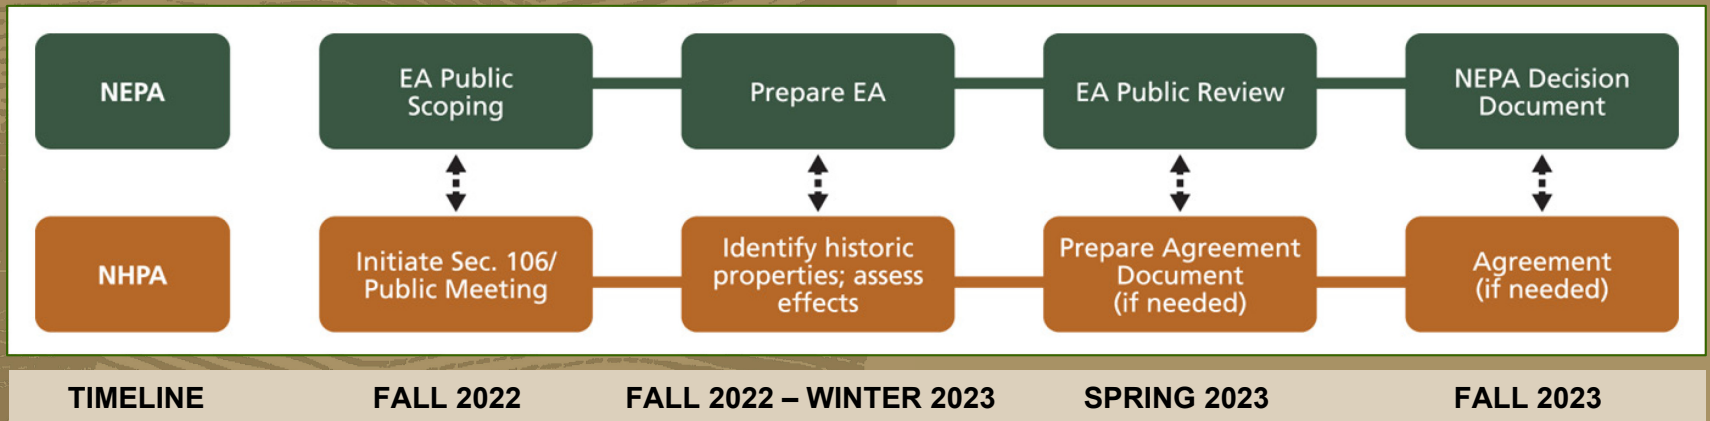 NEPA
EA Public
Scoping
Prepare EA
EA Public Review
NEPA Decision
Document
NHPA
Initiate Sec. 106/
Public Meeting
Identify historic
properties; assess
effects
Prepare Agreement
Document
(if needed)
Agreement
(if needed)
TIMELINE
FALL 2022
FALL 2022 – WINTER 2023
SPRING 2023
FALL 2023